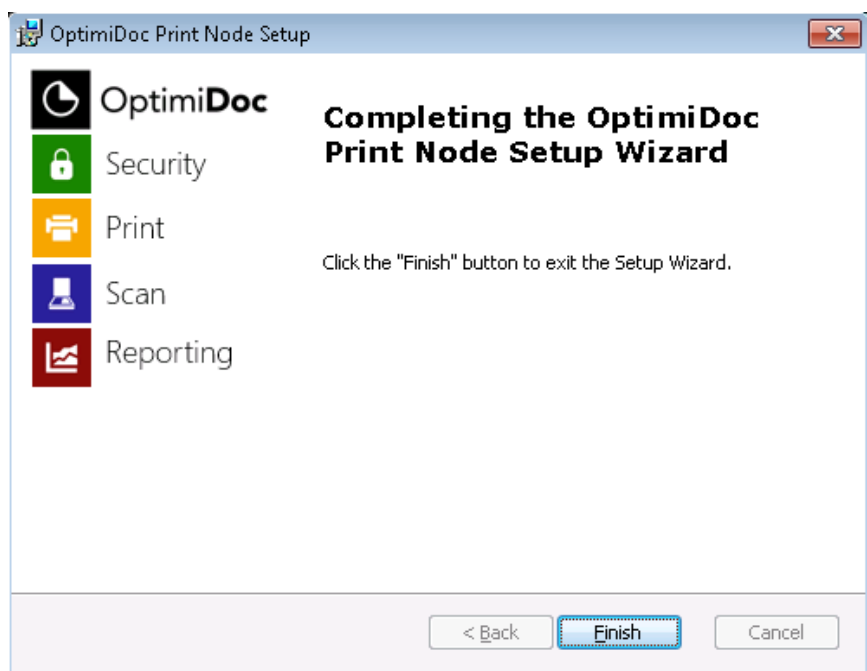 OptimiDoc Print Node Setup
OptimiDoc
Security
Print
Scan
Reporting
Completing the OptimiDoc
Print Node Setup Wizard
Click the "Finish" button to exit the Setup Wizard.
< Back
Finish
Cancel